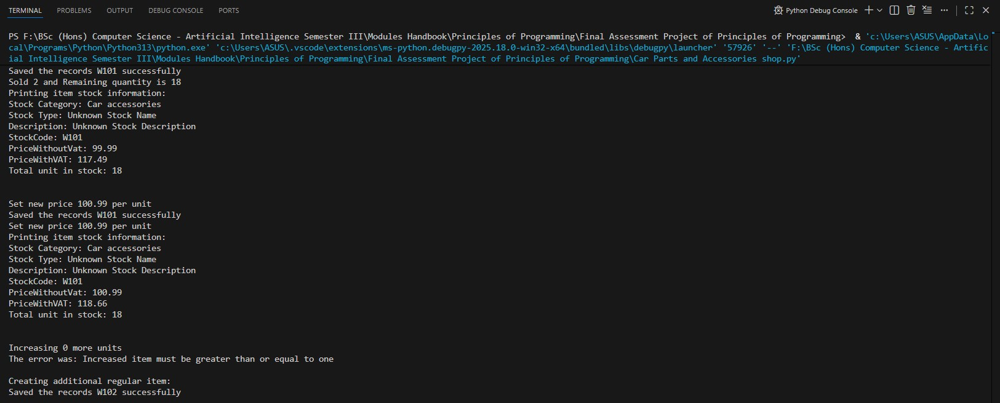 TERMINAL PROBLEMS OUTPUT DEBUG CONSOLE PORTS Python Debug Console
PS F:\BSc (Hons) Computer Science - Artificial Intelligence Semester III\Modules Handbook\Principles of Programming\Final Assessment Project of Principles of Programming>  & 'c:\Users\ASUS\AppData\Lo
cal\Programs\Python\Python313\python.exe' 'c:\Users\ASUS\.vscode\extensions\ms-python.debugpy-2025.18.0-win32-x64\bundled\libs\debugpy\launcher' '57926' '--' 'F:\BSc (Hons) Computer Science - Artific
ial Intelligence Semester III\Modules Handbook\Principles of Programming\Final Assessment Project of Principles of Programming\Car Parts and Accessories shop.py'
Saved the records W101 successfully
Sold 2 and Remaining quantity is 18
Printing item stock information:
Stock Category: Car accessories
Stock Type: Unknown Stock Name
Description: Unknown Stock Description
StockCode: W101
PriceWithoutVat: 99.99
PriceWithVAT: 117.49
Total unit in stock: 18
Set new price 100.99 per unit
Saved the records W101 successfully
Set new price 100.99 per unit
Printing item stock information:
Stock Category: Car accessories
Stock Type: Unknown Stock Name
Description: Unknown Stock Description
StockCode: W101
PriceWithoutVat: 100.99
PriceWithVAT: 118.66
Total unit in stock: 18
Increasing 0 more units
The error was: Increased item must be greater than or equal to one
Creating additional regular item:
Saved the records W102 successfully